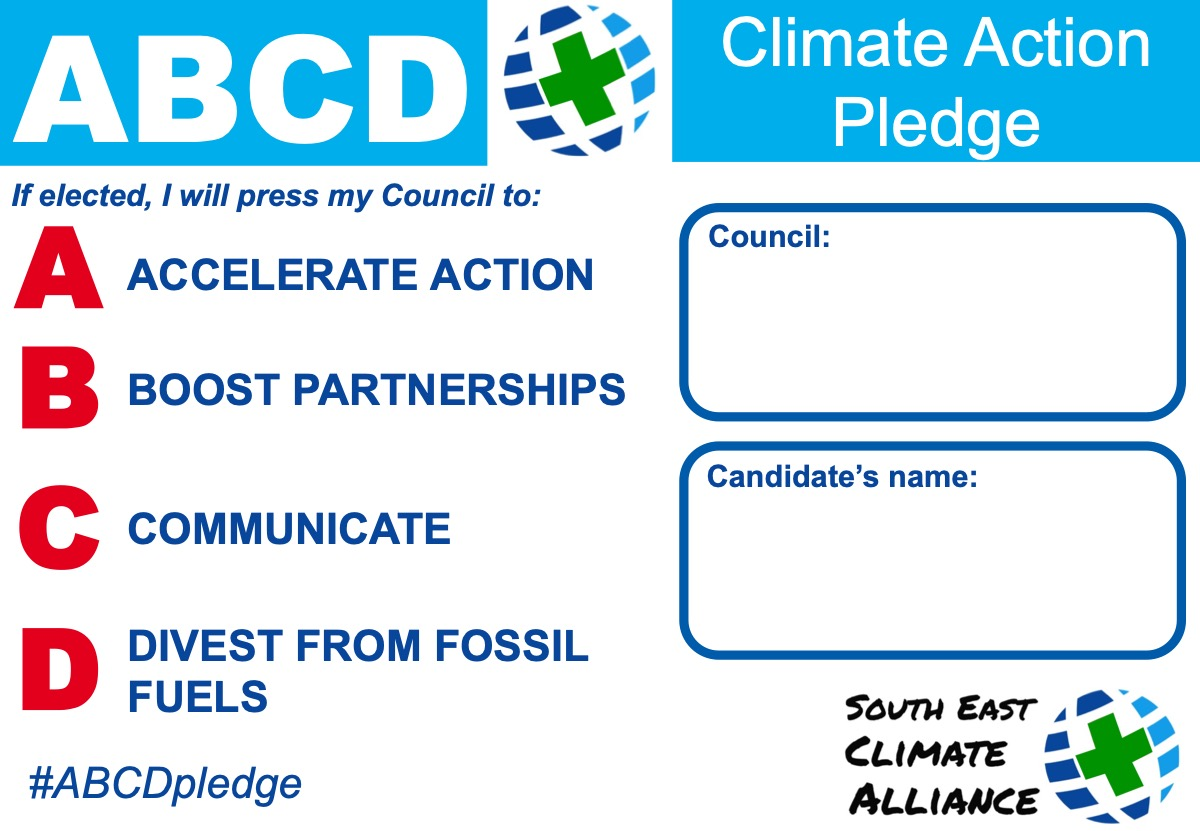 ABCD
Climate Action
Pledge
If elected, I will press my Council to:
A ACCELERATE ACTION
B BOOST PARTNERSHIPS
C COMMUNICATE
D DIVEST FROM FOSSIL
FUELS
#ABCDpledge
Council:
Candidate’s name:
SOUTH EAST
CLIMATE
ALLIANCE